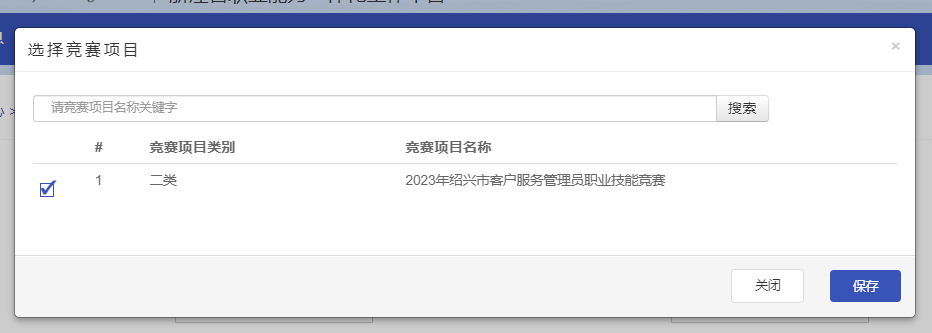 选择竞赛项目
×
请竞赛项目名称关键字
搜索
# 竞赛项目类别 竞赛项目名称
1 二类 2023年绍兴市客户服务管理员职业技能竞赛
关闭 保存